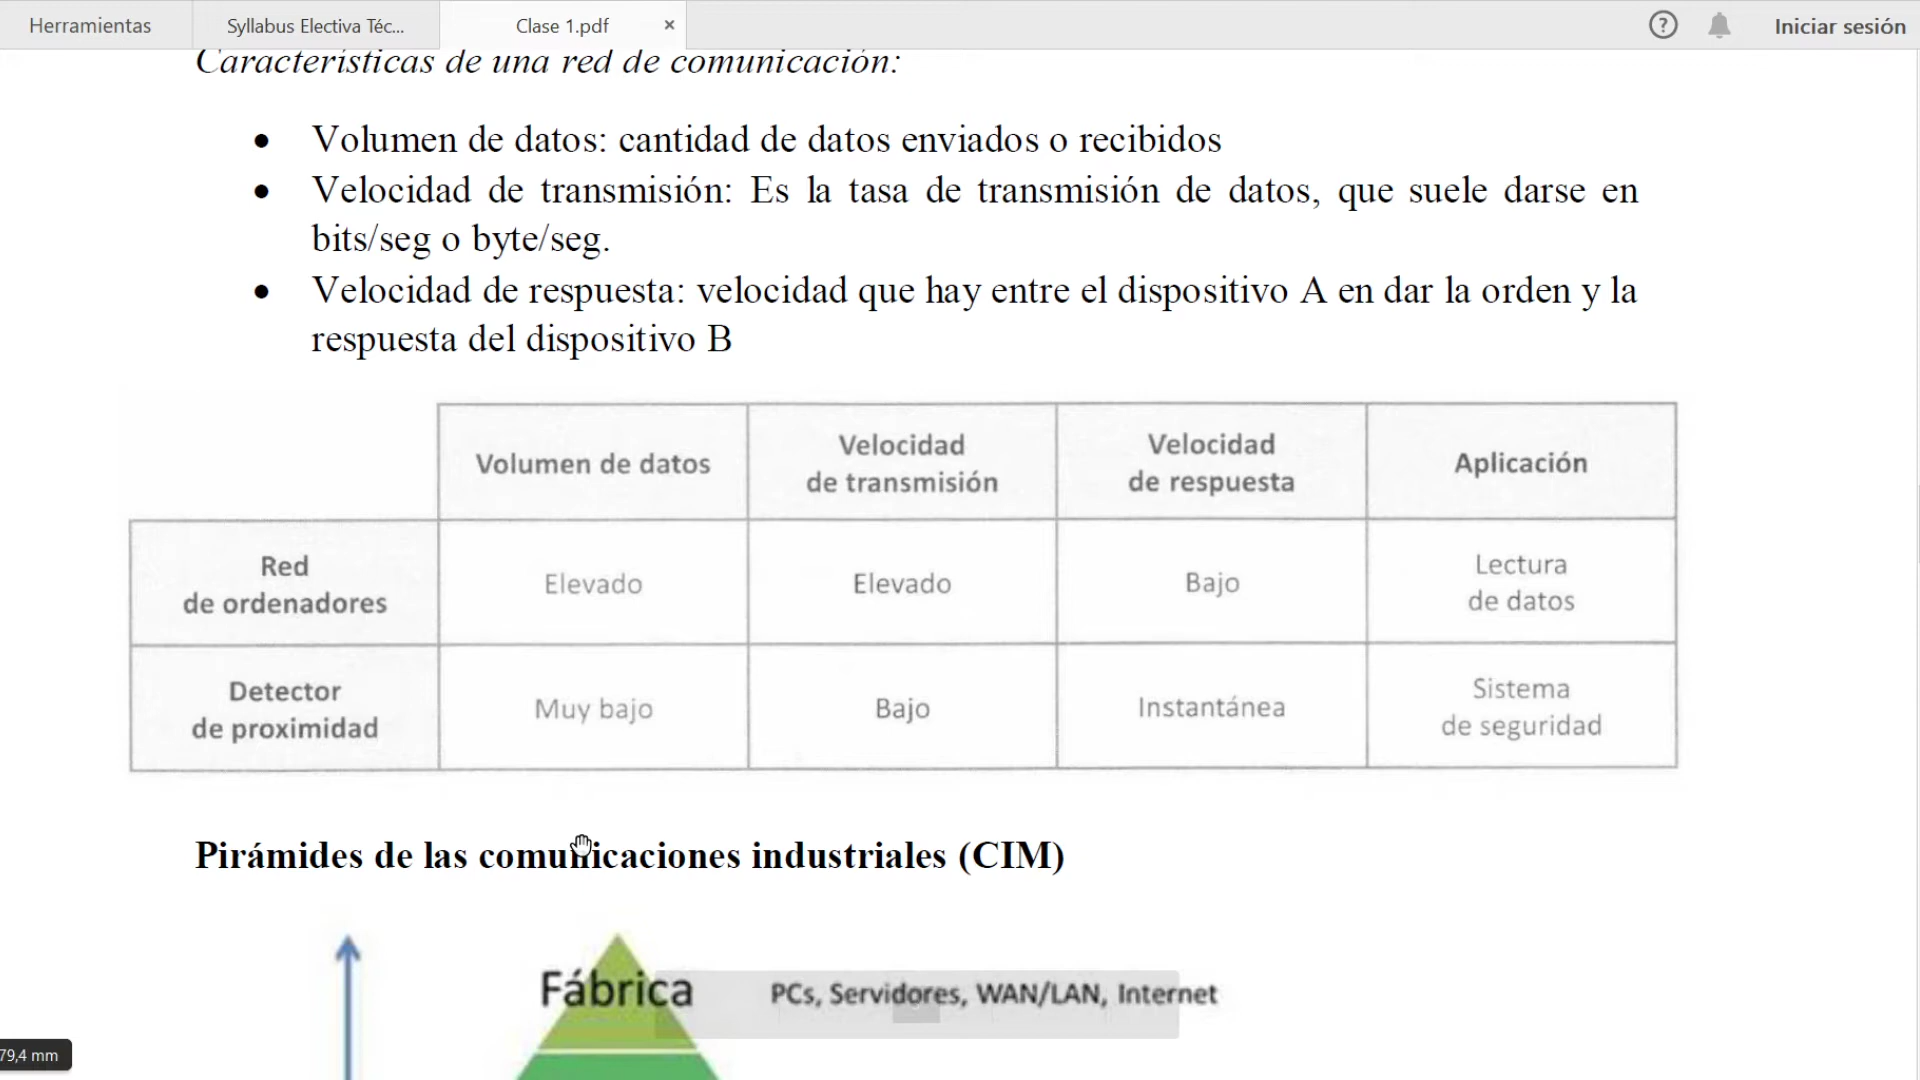 Herramientas
Syllabus Electiva Téc...
Clase 1.pdf
×
?
Iniciar sesión
Características de una red de comunicación:
• Volumen de datos: cantidad de datos enviados o recibidos
• Velocidad de transmisión: Es la tasa de transmisión de datos, que suele darse en
bits/seg o byte/seg.
• Velocidad de respuesta: velocidad que hay entre el dispositivo A en dar la orden y la
respuesta del dispositivo B
Volumen de datos
Velocidad
de transmisión
Velocidad
de respuesta
Aplicación
Red
de ordenadores
Elevado
Elevado
Bajo
Lectura
de datos
Detector
de proximidad
Muy bajo
Bajo
Instantánea
Sistema
de seguridad
Pirámides de las comunicaciones industriales (CIM)
Fábrica
PCs, Servidores, WAN/LAN, Internet
79,4 mm